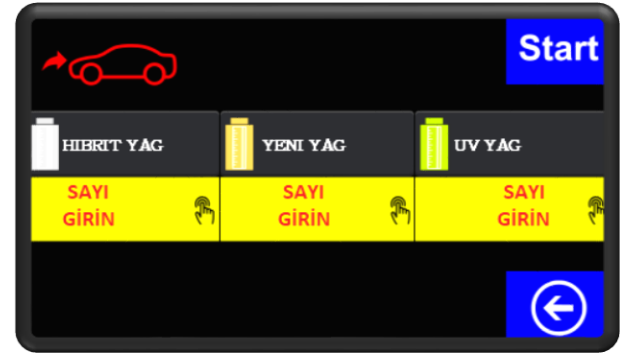 Start
HIBRIT YAG
YENI YAG
UV YAG
SAYI
GİRİN
SAYI
GİRİN
SAYI
GİRİN